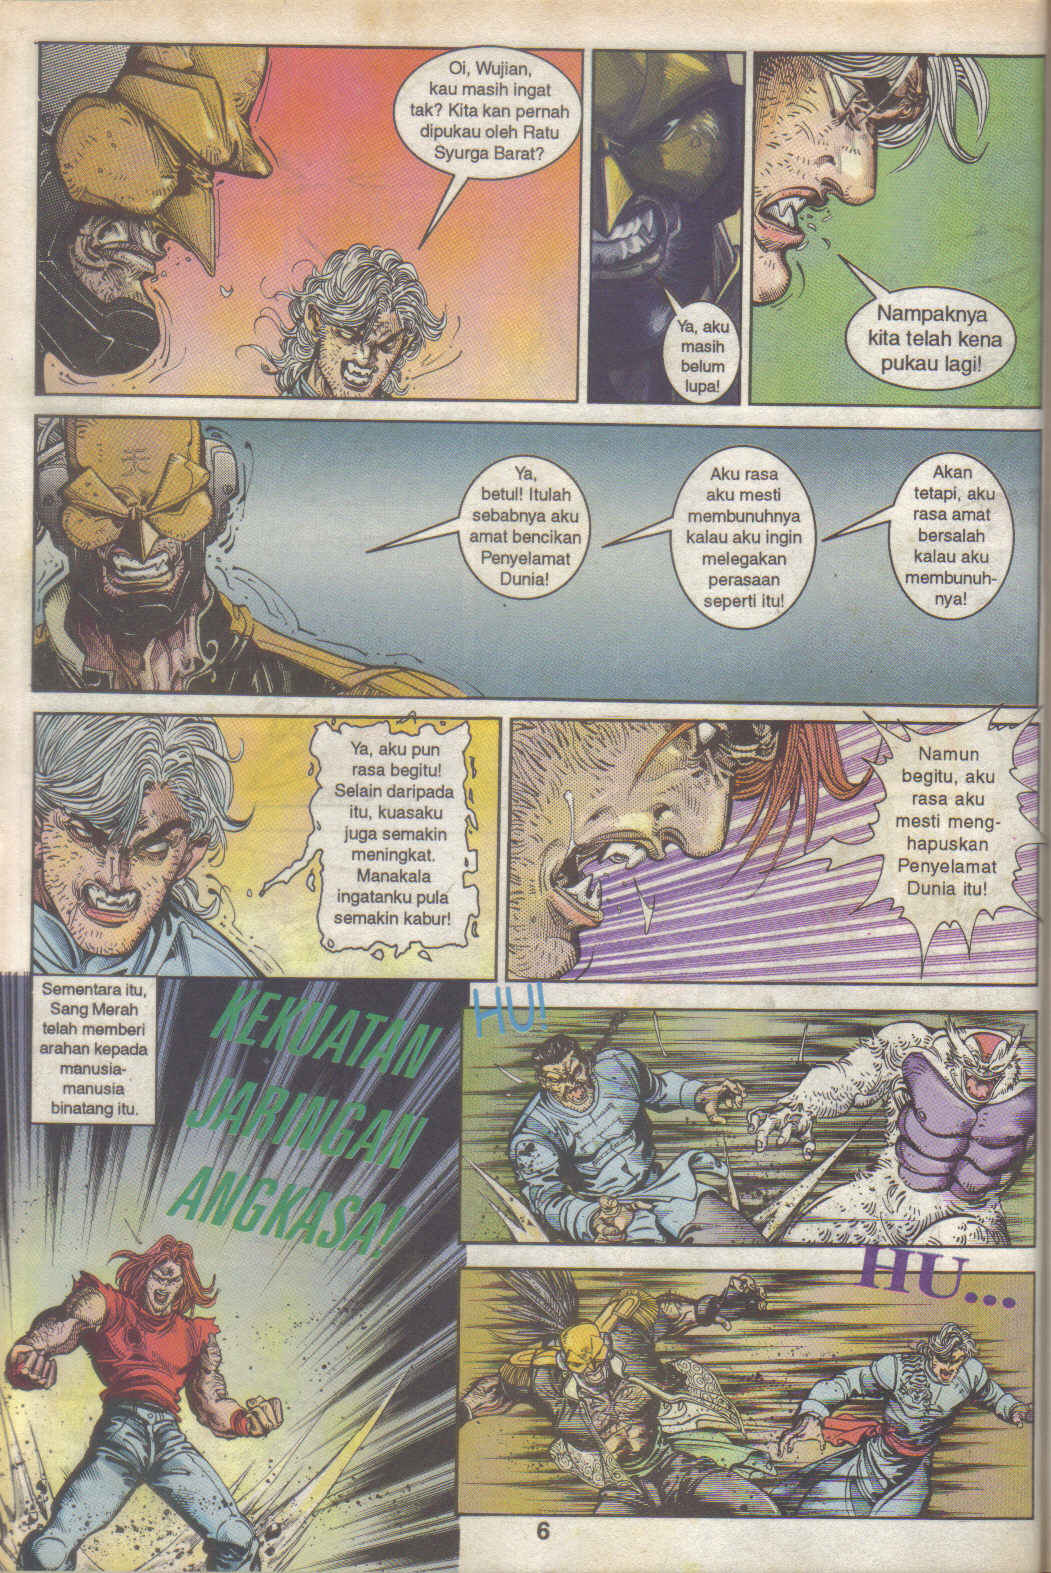 Oi, Wujian,
kau masih ingat
tak? Kita kan pernah
dipukau oleh Ratu
Syurga Barat?
Ya, aku
masih
belum
lupa!
Nampaknya
kita telah kena
pukau lagi!
天
Ya,
betul! Itulah
sebabnya aku
amat bencikan
Penyelamat
Dunia!
Aku rasa
aku mesti
membunuhnya
kalau aku ingin
melegakan
perasaan
seperti itu!
Akan
tetapi, aku
rasa amat
bersalah
kalau aku
membunuh-
nya!
Ya, aku pun
rasa begitu!
Selain daripada
itu, kuasaku
juga semakin
meningkat.
Manakala
ingatanku pula
semakin kabur!
Namun
begitu, aku
rasa aku
mesti meng-
hapuskan
Penyelamat
Dunia itu!
Sementara itu,
Sang Merah
telah memberi
arahan kepada
manusia-
manusia
binatang itu.
KEKUATAN
JARINGAN
ANGKASA!
HU!
HU...
6